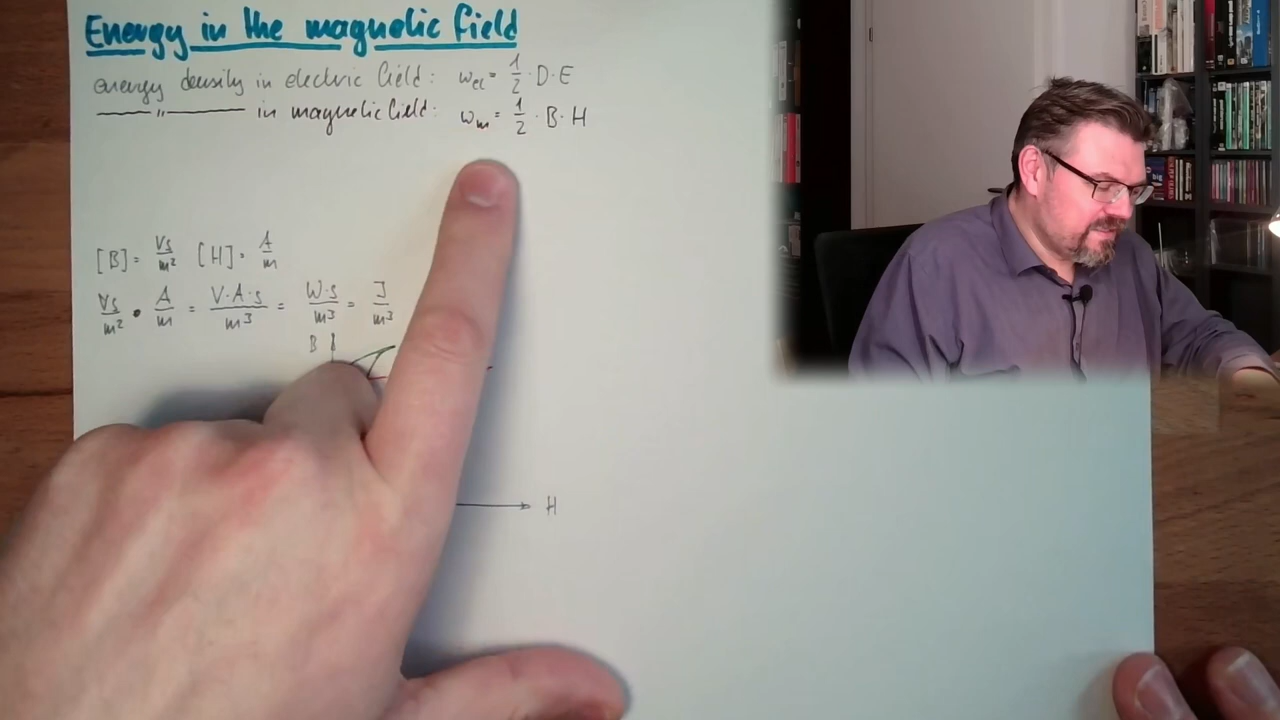 Energy in the magnetic field
energy density in electric field: wel = 1/2 · D · E
—— " —— in magnetic field: wm = 1/2 · B · H
[B] = Vs/m² [H] = A/m
Vs/m² · A/m = V·A·s/m³ = W·s/m³ = J/m³
B
H